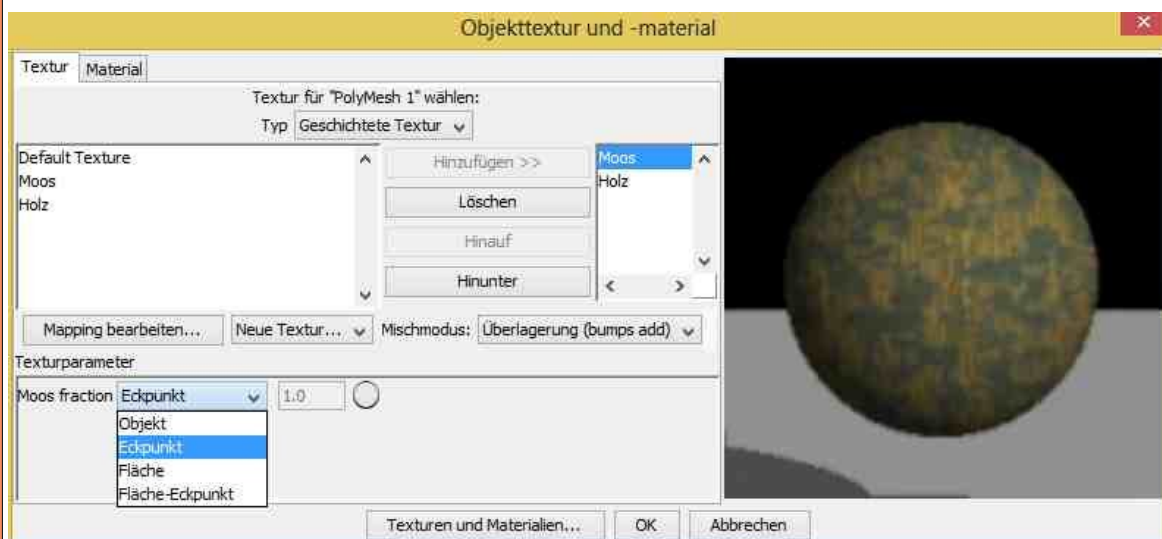 Objekttextur und -material
Textur Material
Textur für "PolyMesh 1" wählen:
Typ Geschichtete Textur
Default Texture
Moos
Holz
Hinzufügen >>
Löschen
Hinauf
Hinunter
Moos
Holz
Mapping bearbeiten... Neue Textur... Mischmodus: Überlagerung (bumps add)
Texturparameter
Moos fraction Eckpunkt 1.0
Objekt
Eckpunkt
Fläche
Fläche-Eckpunkt
Texturen und Materialien... OK Abbrechen